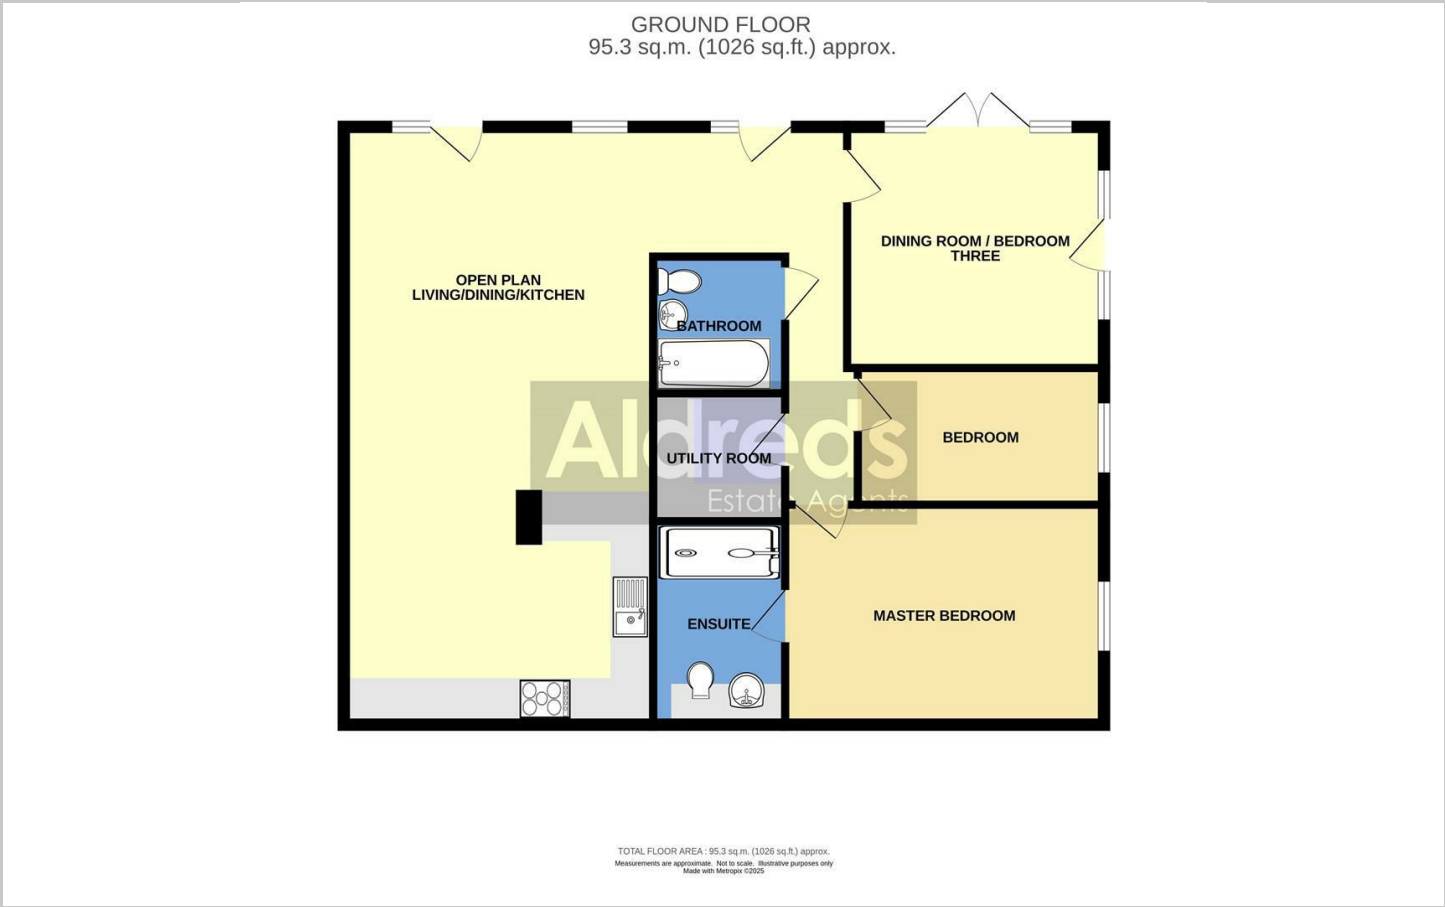 GROUND FLOOR
95.3 sq.m. (1026 sq.ft.) approx.
DINING ROOM / BEDROOM
THREE
OPEN PLAN
LIVING/DINING/KITCHEN
BATHROOM
Aldreds
BEDROOM
UTILITY ROOM
Estate Agents
MASTER BEDROOM
ENSUITE
TOTAL FLOOR AREA : 95.3 sq.m. (1026 sq.ft.) approx.
Measurements are approximate. Not to scale. Illustrative purposes only
Made with Metropix ©2025